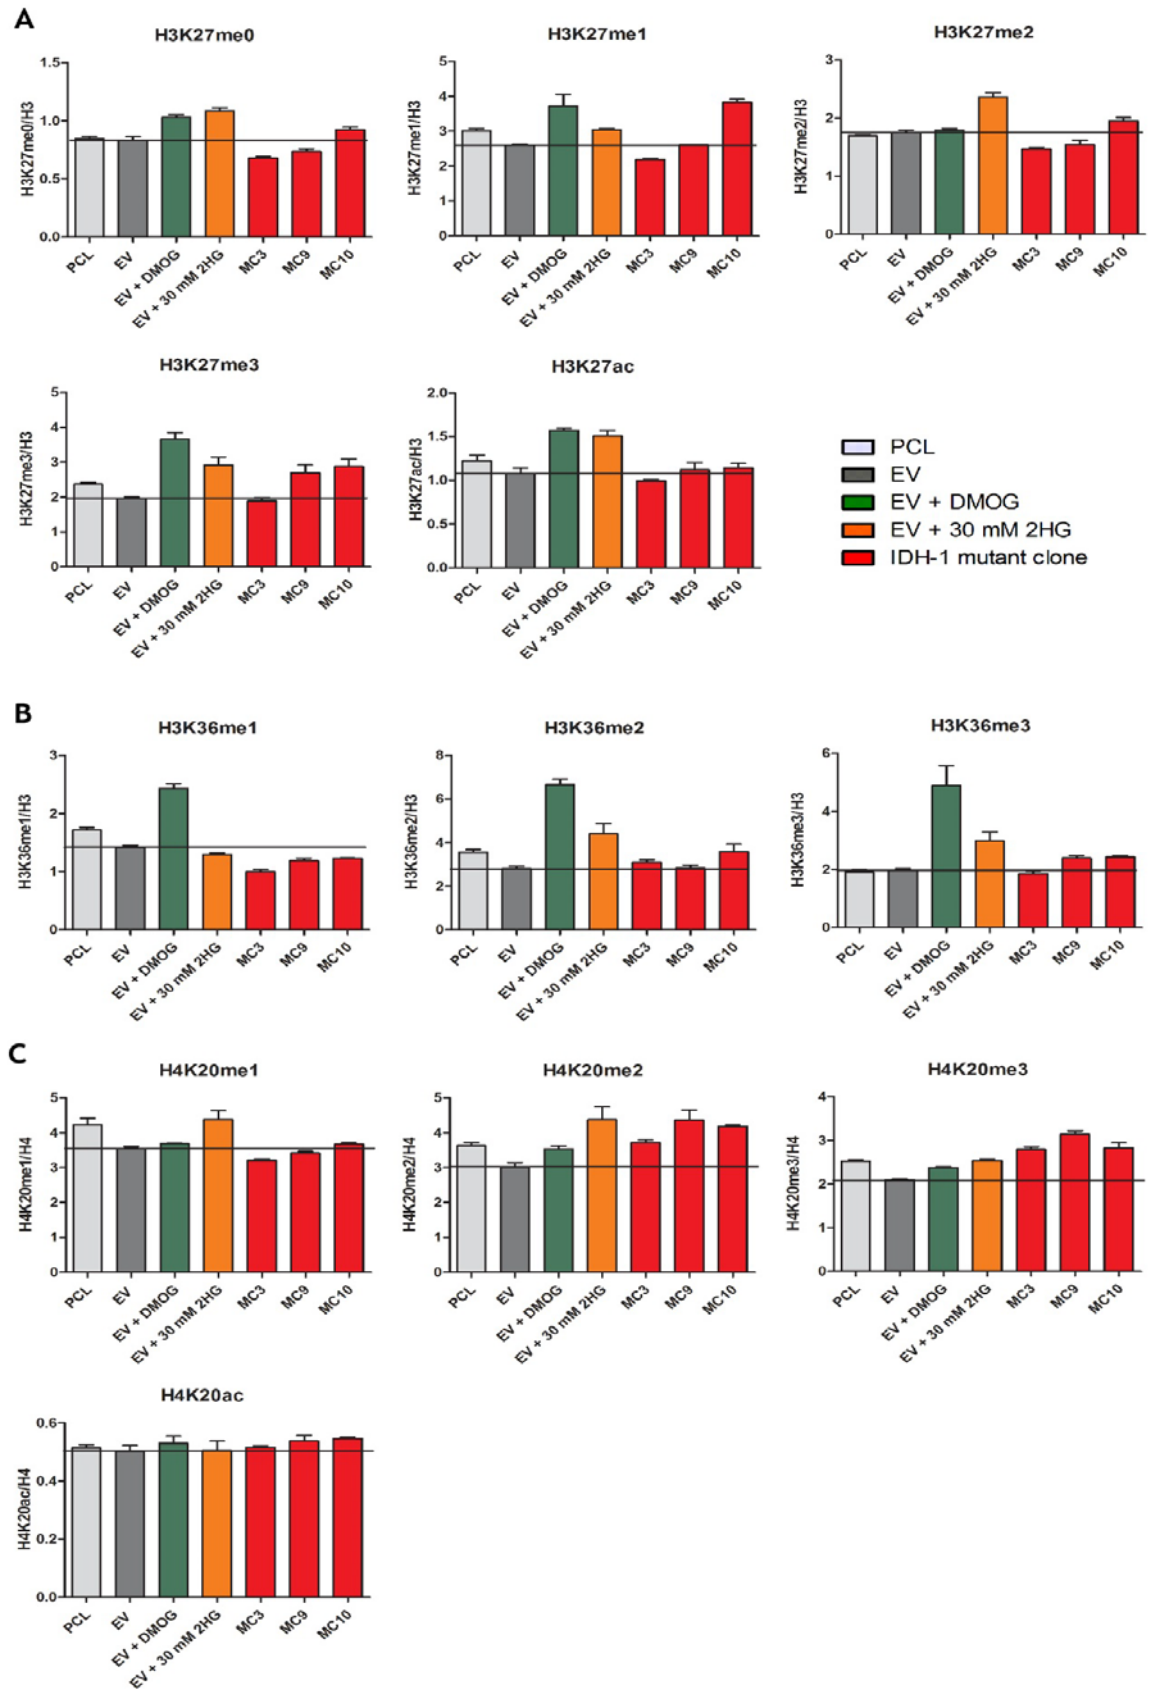 A
H3K27me0
H3K27me0/H3
1.5
1.0
0.5
0.0
PCL
EV
EV + DMOG
EV + 30 mM 2HG
MC3
MC9
MC10
H3K27me1
H3K27me1/H3
5
4
3
2
1
0
PCL
EV
EV + DMOG
EV + 30 mM 2HG
MC3
MC9
MC10
H3K27me2
H3K27me2/H3
3
2
1
0
PCL
EV
EV + DMOG
EV + 30 mM 2HG
MC3
MC9
MC10
H3K27me3
H3K27me3/H3
5
4
3
2
1
0
PCL
EV
EV + DMOG
EV + 30 mM 2HG
MC3
MC9
MC10
H3K27ac
H3K27ac/H3
2.0
1.5
1.0
0.5
0.0
PCL
EV
EV + DMOG
EV + 30 mM 2HG
MC3
MC9
MC10
PCL
EV
EV + DMOG
EV + 30 mM 2HG
IDH-1 mutant clone
B
H3K36me1
H3K36me1/H3
3
2
1
0
PCL
EV
EV + DMOG
EV + 30 mM 2HG
MC3
MC9
MC10
H3K36me2
H3K36me2/H3
8
6
4
2
0
PCL
EV
EV + DMOG
EV + 30 mM 2HG
MC3
MC9
MC10
H3K36me3
H3K36me3/H3
6
4
2
0
PCL
EV
EV + DMOG
EV + 30 mM 2HG
MC3
MC9
MC10
C
H4K20me1
H4K20me1/H4
5
4
3
2
1
0
PCL
EV
EV + DMOG
EV + 30 mM 2HG
MC3
MC9
MC10
H4K20me2
H4K20me2/H4
5
4
3
2
1
0
PCL
EV
EV + DMOG
EV + 30 mM 2HG
MC3
MC9
MC10
H4K20me3
H4K20me3/H4
4
3
2
1
0
PCL
EV
EV + DMOG
EV + 30 mM 2HG
MC3
MC9
MC10
H4K20ac
H4K20ac/H4
0.6
0.4
0.2
0.0
PCL
EV
EV + DMOG
EV + 30 mM 2HG
MC3
MC9
MC10